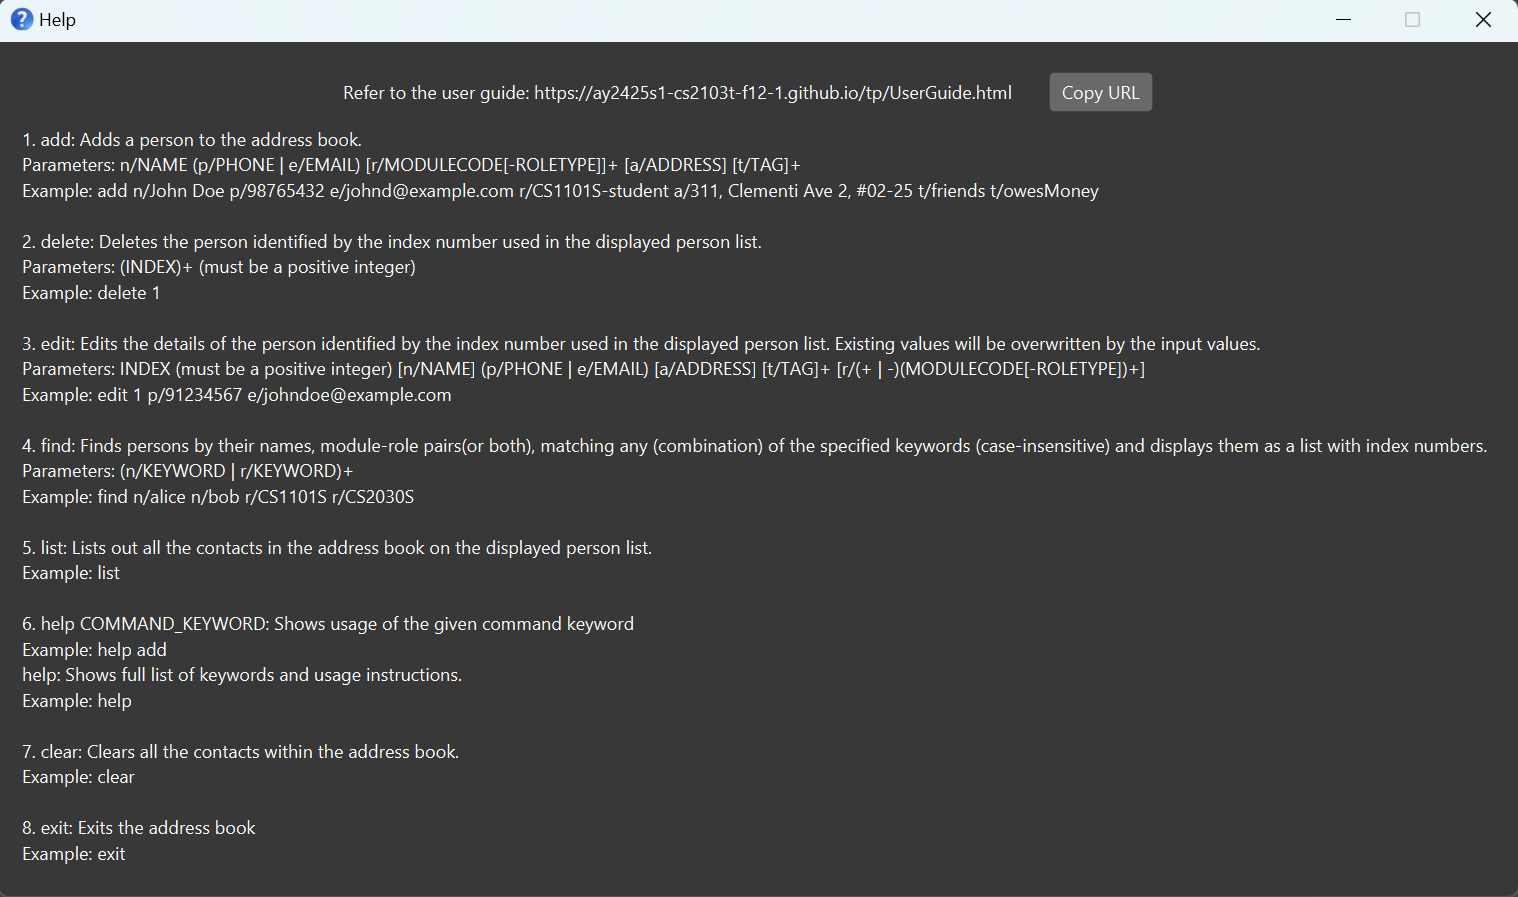 Help
Refer to the user guide: https://ay2425s1-cs2103t-f12-1.github.io/tp/UserGuide.html Copy URL
1. add: Adds a person to the address book.
Parameters: n/NAME (p/PHONE | e/EMAIL) [r/MODULECODE[-ROLETYPE]]+ [a/ADDRESS] [t/TAG]+
Example: add n/John Doe p/98765432 e/johnd@example.com r/CS1101S-student a/311, Clementi Ave 2, #02-25 t/friends t/owesMoney
2. delete: Deletes the person identified by the index number used in the displayed person list.
Parameters: (INDEX)+ (must be a positive integer)
Example: delete 1
3. edit: Edits the details of the person identified by the index number used in the displayed person list. Existing values will be overwritten by the input values.
Parameters: INDEX (must be a positive integer) [n/NAME] (p/PHONE | e/EMAIL) [a/ADDRESS] [t/TAG]+ [r/(+ | -)(MODULECODE[-ROLETYPE])+]
Example: edit 1 p/91234567 e/johndoe@example.com
4. find: Finds persons by their names, module-role pairs(or both), matching any (combination) of the specified keywords (case-insensitive) and displays them as a list with index numbers.
Parameters: (n/KEYWORD | r/KEYWORD)+
Example: find n/alice n/bob r/CS1101S r/CS2030S
5. list: Lists out all the contacts in the address book on the displayed person list.
Example: list
6. help COMMAND_KEYWORD: Shows usage of the given command keyword
Example: help add
help: Shows full list of keywords and usage instructions.
Example: help
7. clear: Clears all the contacts within the address book.
Example: clear
8. exit: Exits the address book
Example: exit